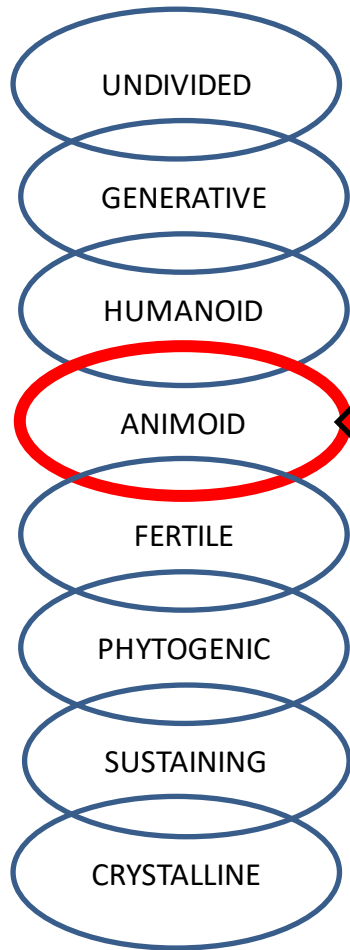 UNDIVIDED
GENERATIVE
HUMANOID
ANIMOID
FERTILE
PHYTOGENIC
SUSTAINING
CRYSTALLINE